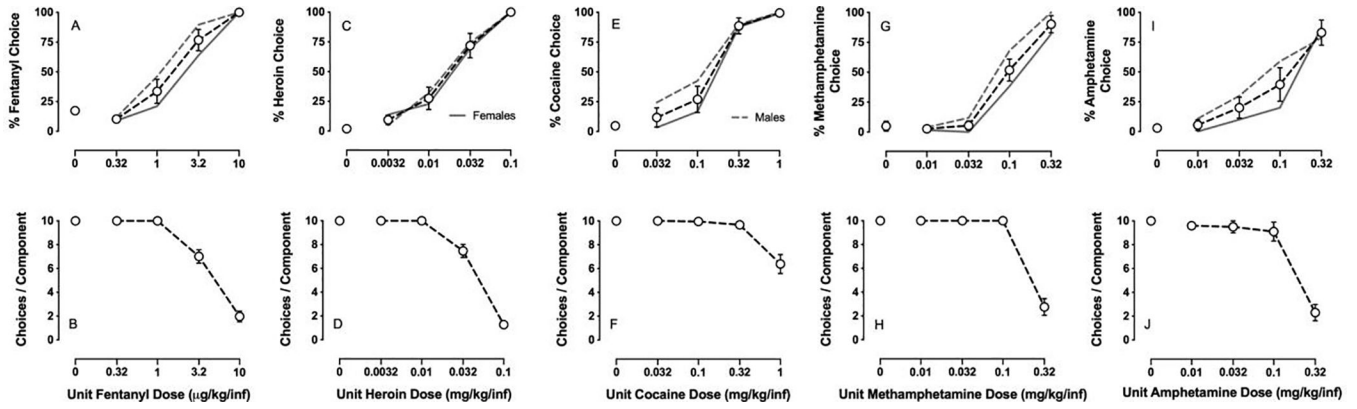 A
% Fentanyl Choice
100
75
50
25
0
0 0.32 1 3.2 10
C
% Heroin Choice
100
75
50
25
0
Females
0 0.0032 0.01 0.032 0.1
E
% Cocaine Choice
100
75
50
25
0
Males
0 0.032 0.1 0.32 1
G
% Methamphetamine
Choice
100
75
50
25
0
0 0.01 0.032 0.1 0.32
I
% Amphetamine
Choice
100
75
50
25
0
0 0.01 0.032 0.1 0.32
B
Choices / Component
10
8
6
4
2
0
0 0.32 1 3.2 10
Unit Fentanyl Dose (μg/kg/inf)
D
Choices / Component
10
8
6
4
2
0
0 0.0032 0.01 0.032 0.1
Unit Heroin Dose (mg/kg/inf)
F
Choices / Component
10
8
6
4
2
0
0 0.032 0.1 0.32 1
Unit Cocaine Dose (mg/kg/inf)
H
Choices / Component
10
8
6
4
2
0
0 0.01 0.032 0.1 0.32
Unit Methamphetamine Dose (mg/kg/inf)
J
Choices / Component
10
8
6
4
2
0
0 0.01 0.032 0.1 0.32
Unit Amphetamine Dose (mg/kg/inf)